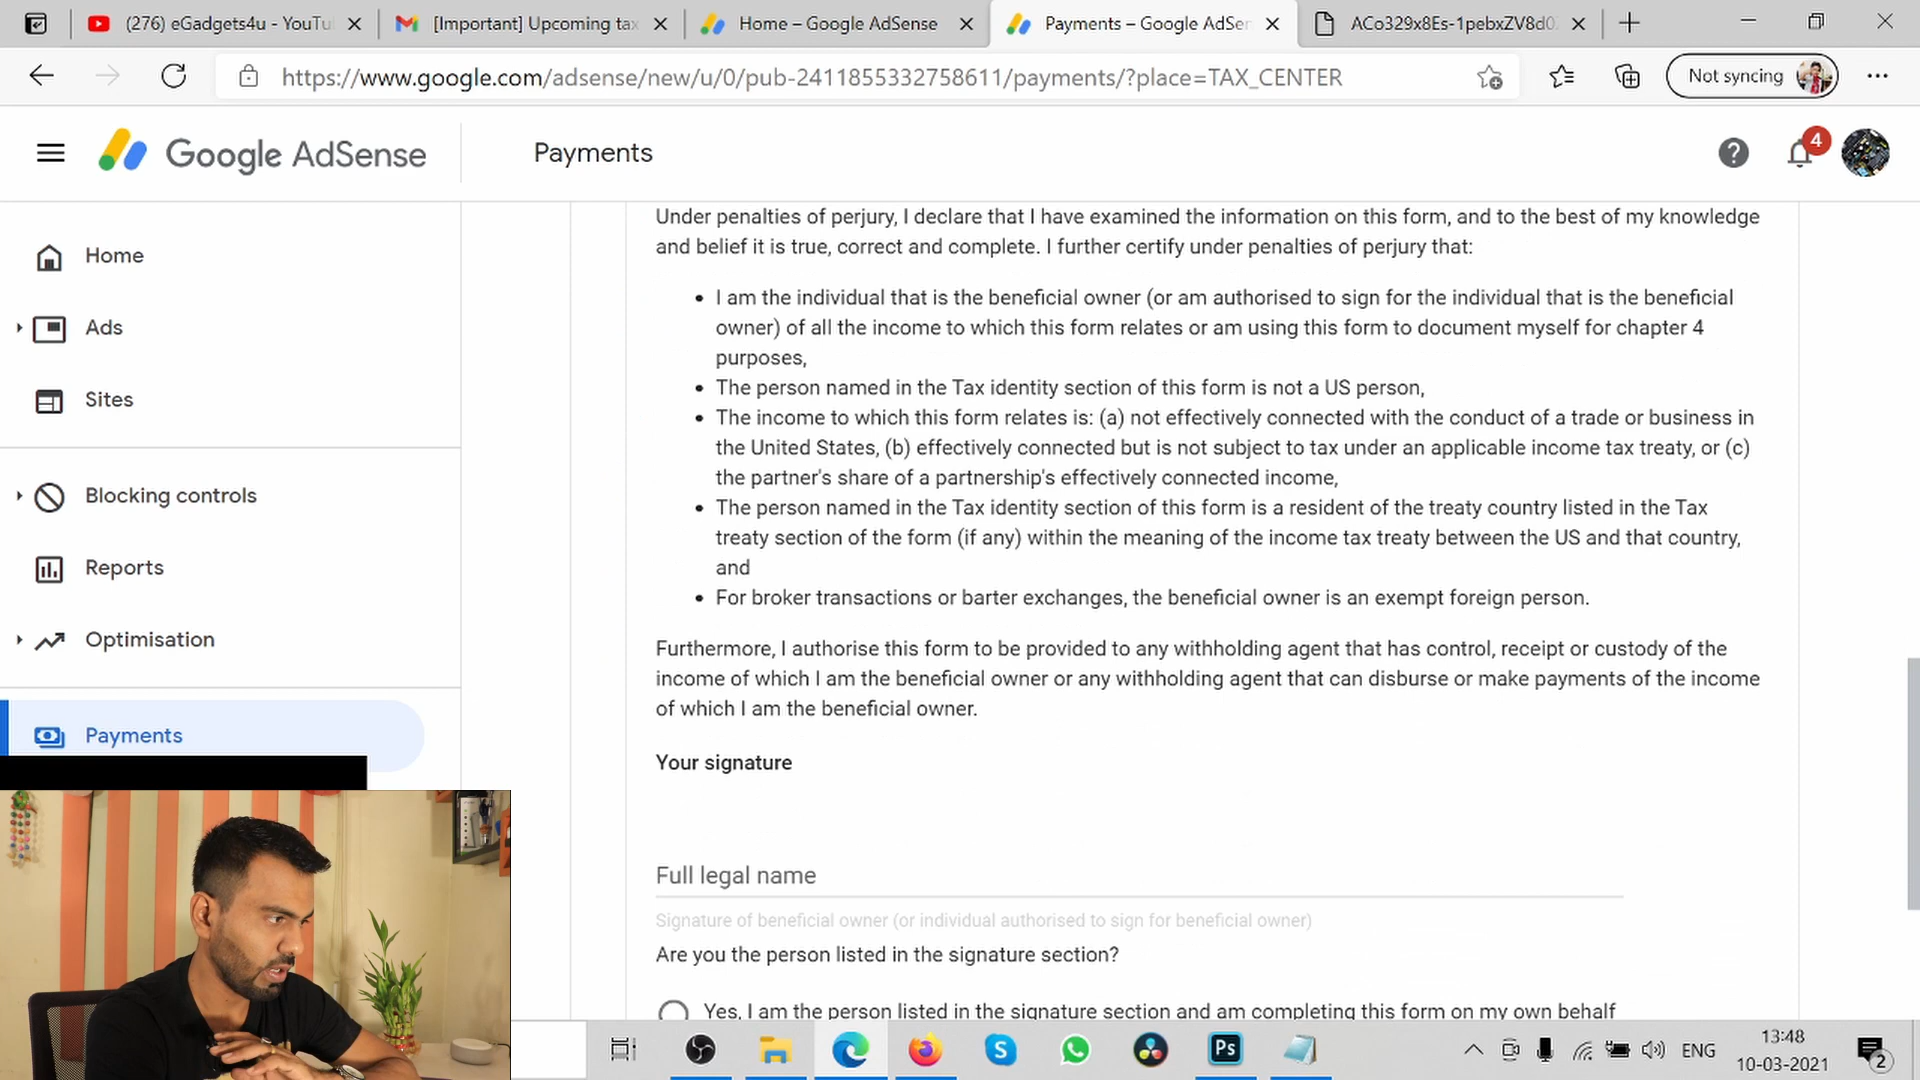 (276) eGadgets4u - YouTu
[Important] Upcoming tax
Home – Google AdSense
Payments – Google AdSen
ACo329x8Es-1pebxZV8d0
https://www.google.com/adsense/new/u/0/pub-2411855332758611/payments/?place=TAX_CENTER
Not syncing
Google AdSense
Payments
4
Home
Ads
Sites
Blocking controls
Reports
Optimisation
Payments
Under penalties of perjury, I declare that I have examined the information on this form, and to the best of my knowledge
and belief it is true, correct and complete. I further certify under penalties of perjury that:
• I am the individual that is the beneficial owner (or am authorised to sign for the individual that is the beneficial
owner) of all the income to which this form relates or am using this form to document myself for chapter 4
purposes,
• The person named in the Tax identity section of this form is not a US person,
• The income to which this form relates is: (a) not effectively connected with the conduct of a trade or business in
the United States, (b) effectively connected but is not subject to tax under an applicable income tax treaty, or (c)
the partner's share of a partnership's effectively connected income,
• The person named in the Tax identity section of this form is a resident of the treaty country listed in the Tax
treaty section of the form (if any) within the meaning of the income tax treaty between the US and that country,
and
• For broker transactions or barter exchanges, the beneficial owner is an exempt foreign person.
Furthermore, I authorise this form to be provided to any withholding agent that has control, receipt or custody of the
income of which I am the beneficial owner or any withholding agent that can disburse or make payments of the income
of which I am the beneficial owner.
Your signature
Full legal name
Signature of beneficial owner (or individual authorised to sign for beneficial owner)
Are you the person listed in the signature section?
Yes, I am the person listed in the signature section and am completing this form on my own behalf
Ps
ENG
13:48
10-03-2021
2